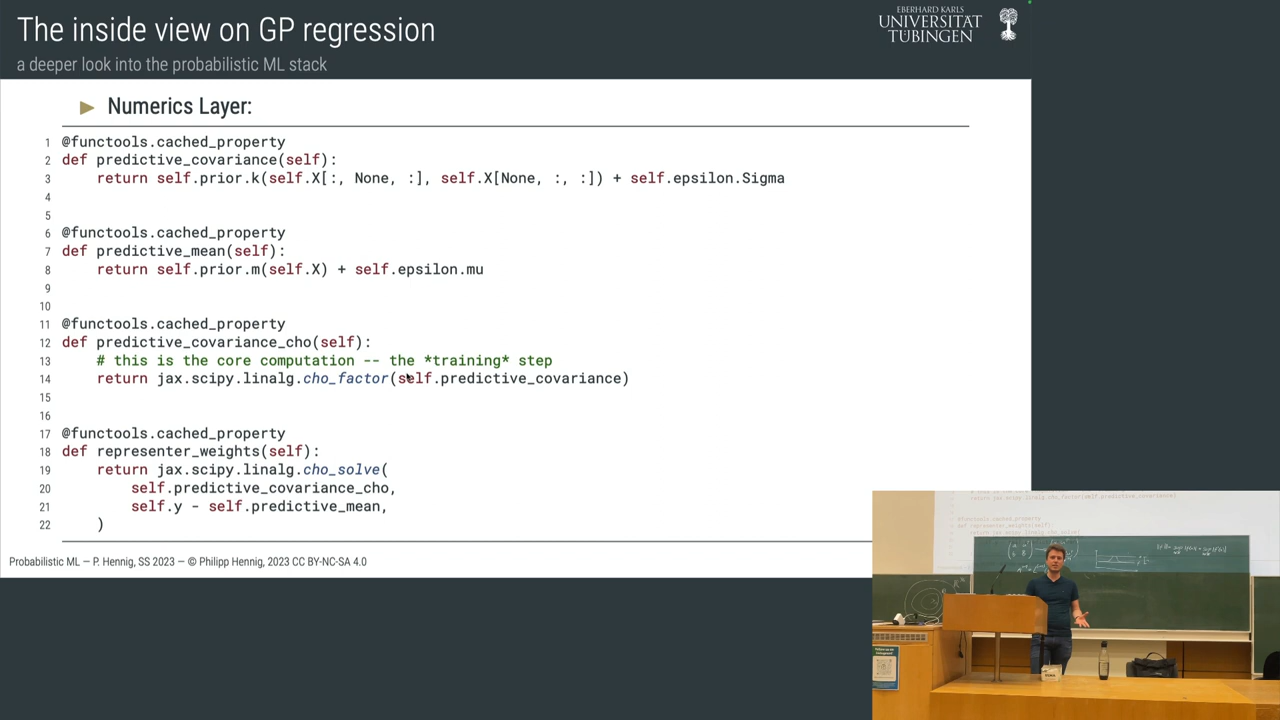 The inside view on GP regression
a deeper look into the probabilistic ML stack
EBERHARD KARLS
UNIVERSITÄT
TÜBINGEN
Numerics Layer:
1 @functools.cached_property
2 def predictive_covariance(self):
3 return self.prior.k(self.X[:, None, :], self.X[None, :, :]) + self.epsilon.Sigma
4
5
6 @functools.cached_property
7 def predictive_mean(self):
8 return self.prior.m(self.X) + self.epsilon.mu
9
10
11 @functools.cached_property
12 def predictive_covariance_cho(self):
13 # this is the core computation -- the *training* step
14 return jax.scipy.linalg.cho_factor(self.predictive_covariance)
15
16
17 @functools.cached_property
18 def representer_weights(self):
19 return jax.scipy.linalg.cho_solve(
20 self.predictive_covariance_cho,
21 self.y - self.predictive_mean,
22 )
Probabilistic ML — P. Hennig, SS 2023 — © Philipp Hennig, 2023 CC BY-NC-SA 4.0